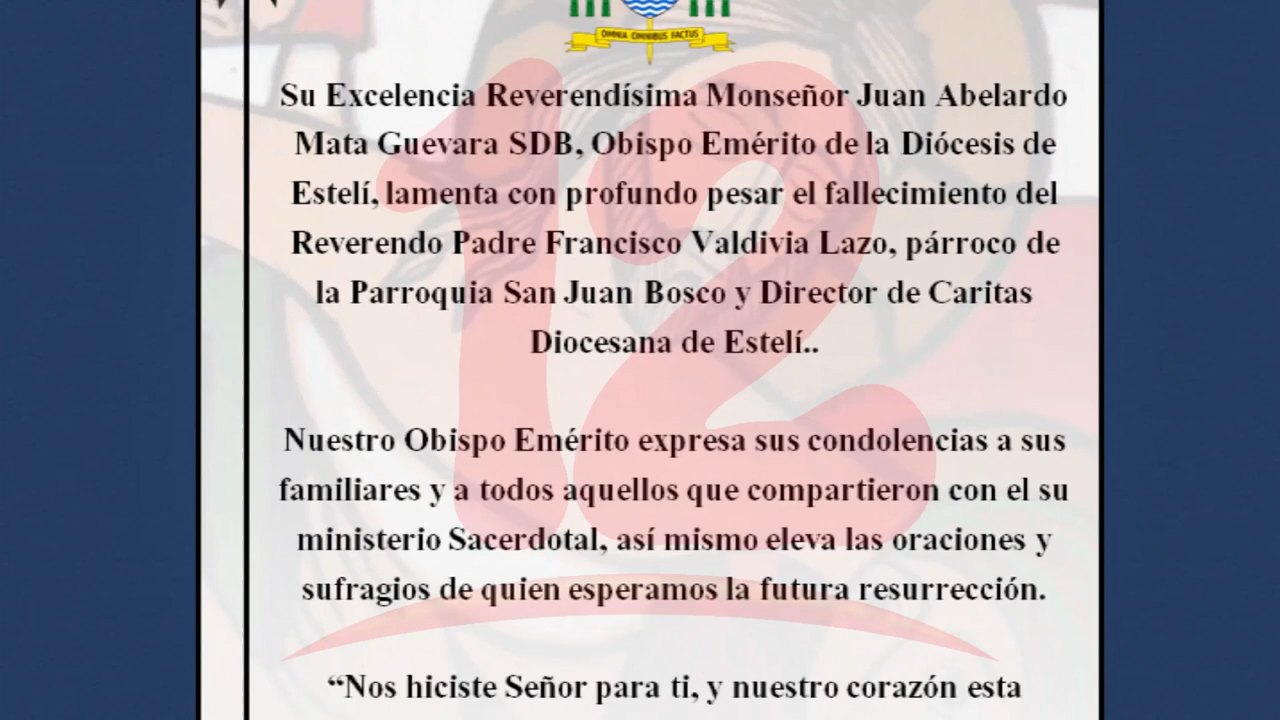 OMNIA OMNIBUS FACTUS
Su Excelencia Reverendísima Monseñor Juan Abelardo
Mata Guevara SDB, Obispo Emérito de la Diócesis de
Estelí, lamenta con profundo pesar el fallecimiento del
Reverendo Padre Francisco Valdivia Lazo, párroco de
la Parroquia San Juan Bosco y Director de Caritas
Diocesana de Estelí..
Nuestro Obispo Emérito expresa sus condolencias a sus
familiares y a todos aquellos que compartieron con el su
ministerio Sacerdotal, así mismo eleva las oraciones y
sufragios de quien esperamos la futura resurrección.
“Nos hiciste Señor para ti, y nuestro corazón esta
12